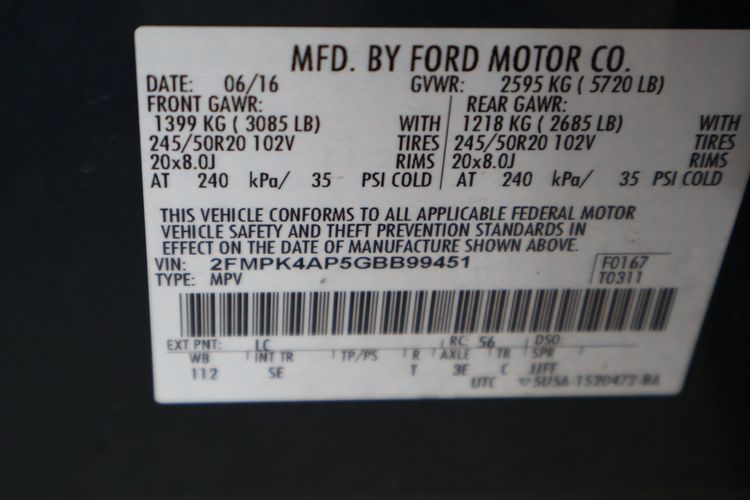 MFD. BY FORD MOTOR CO.
DATE: 06/16 GVWR: 2595 KG ( 5720 LB)
FRONT GAWR: REAR GAWR:
1399 KG ( 3085 LB) WITH 1218 KG ( 2685 LB) WITH
245/50R20 102V TIRES 245/50R20 102V TIRES
20x8.0J RIMS 20x8.0J RIMS
AT 240 kPa/ 35 PSI COLD AT 240 kPa/ 35 PSI COLD
THIS VEHICLE CONFORMS TO ALL APPLICABLE FEDERAL MOTOR
VEHICLE SAFETY AND THEFT PREVENTION STANDARDS IN
EFFECT ON THE DATE OF MANUFACTURE SHOWN ABOVE.
VIN: 2FMPK4AP5GBB99451 F0167
TYPE: MPV T0311
EXT PNT: LC RC: 56 DSO:
WB INT TR TP/PS R AXLE TR SPR
112 SE T 3E C JJFF
UTC 5U5A-1520472-BA